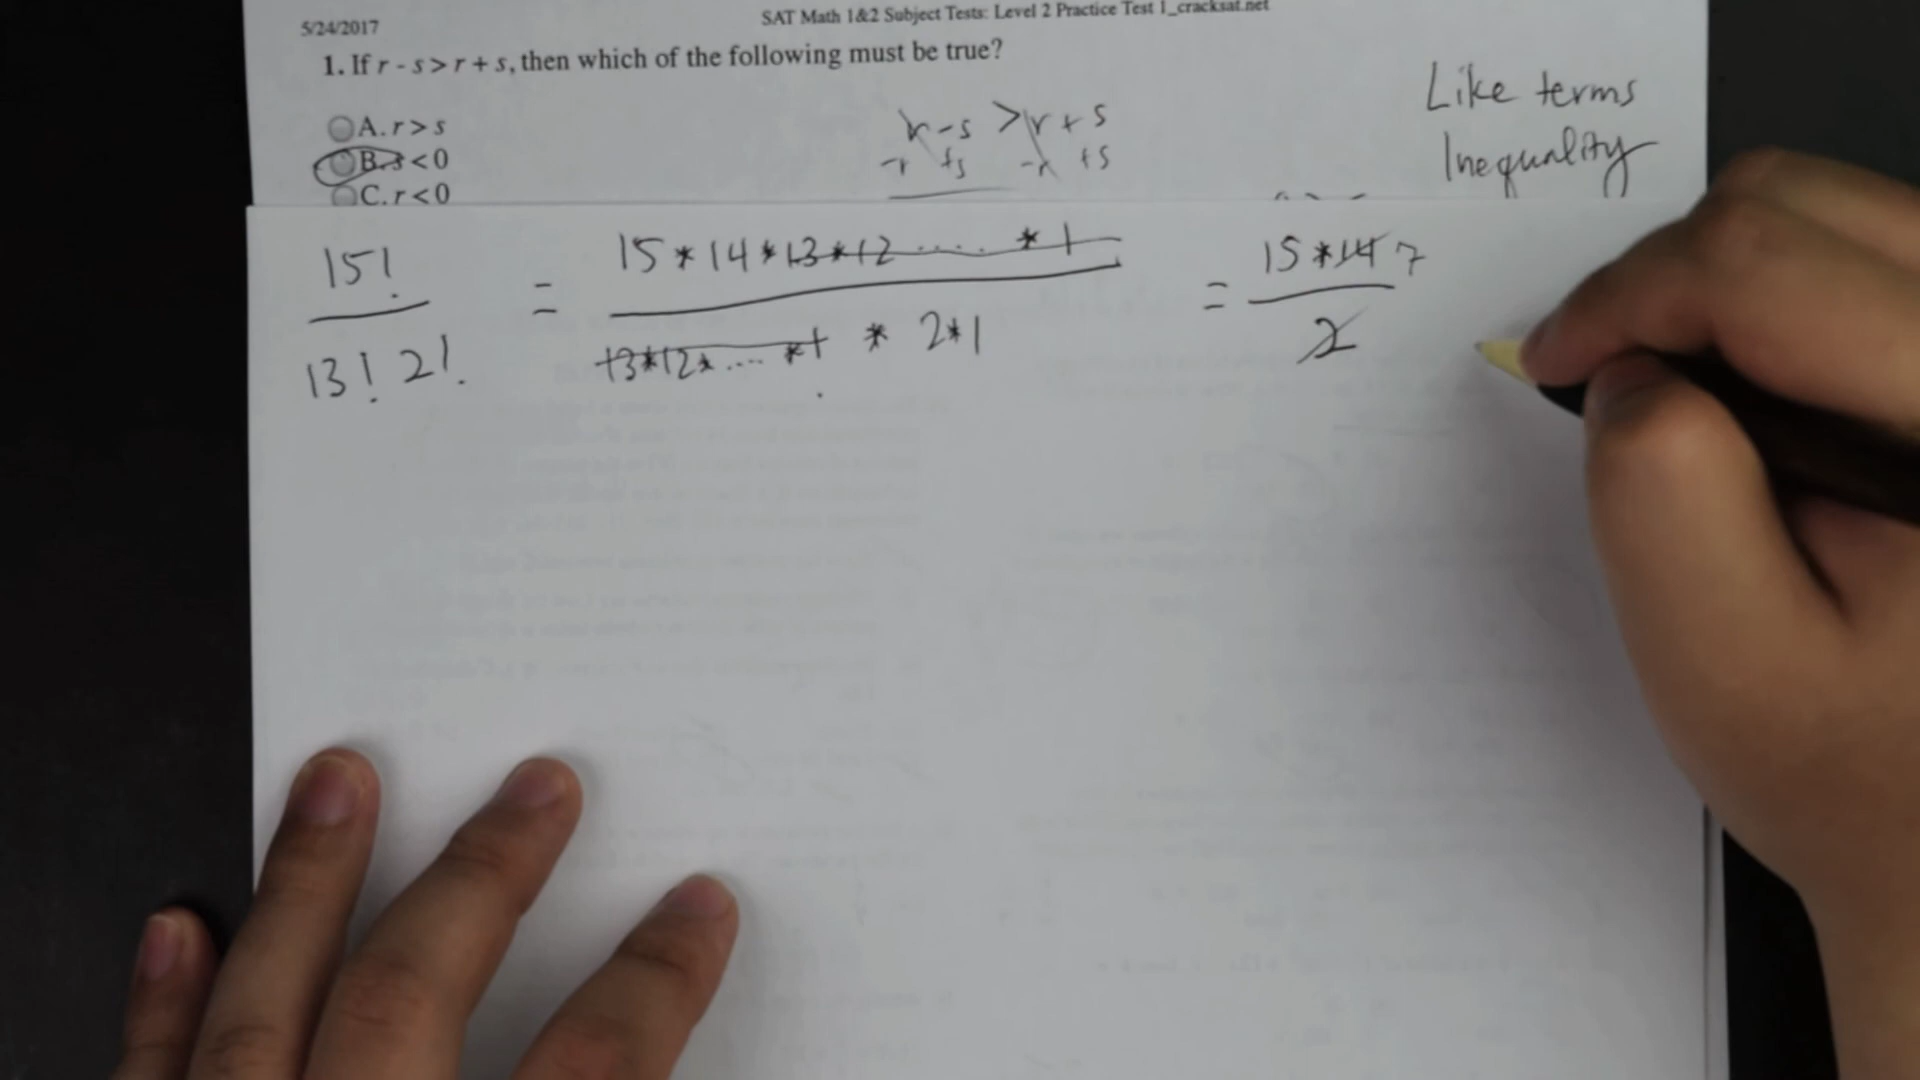 5/24/2017
SAT Math 1&2 Subject Tests: Level 2 Practice Test 1_cracksat.net
1. If r - s > r + s, then which of the following must be true?
A. r > s
B. s < 0
C. r < 0
r - s > r + s
-r +s -r +s
Like terms
Inequality
15! = 15 * 14 * 13 * 12 .... * 1 = 15 * 14 7
13! 2! 13 * 12 * .... * 1 * 2 * 1 2